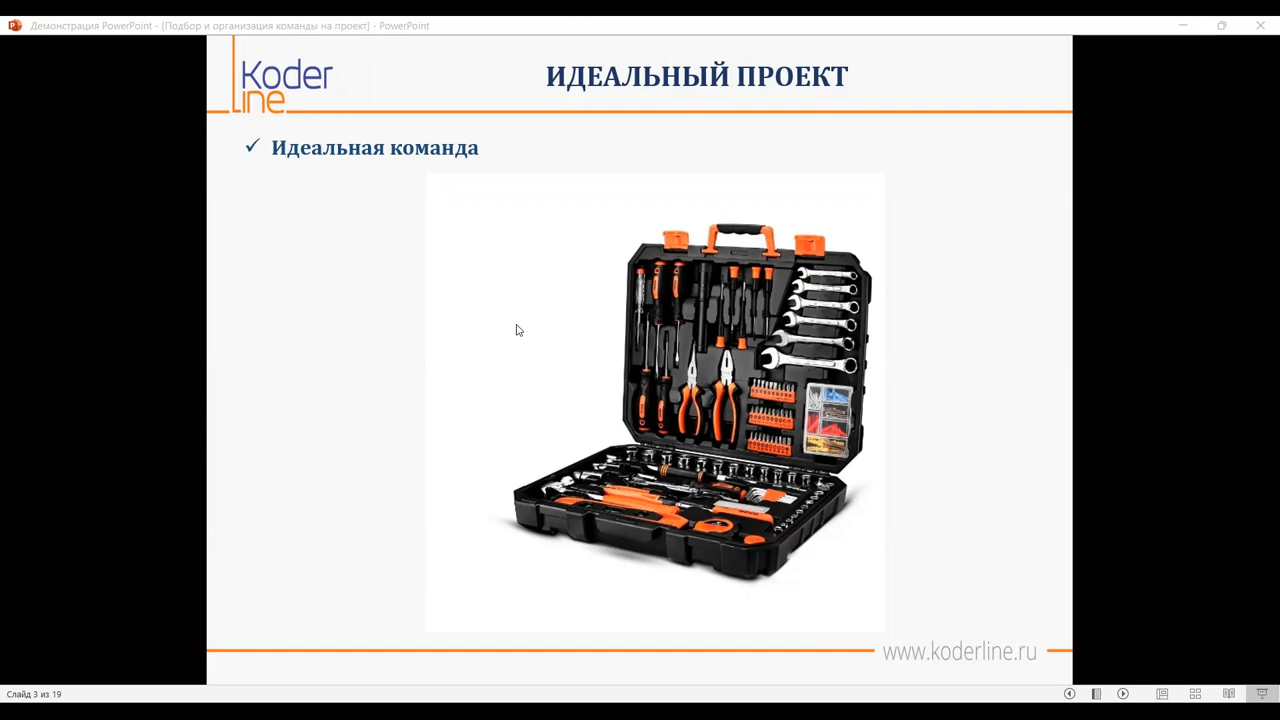 Демонстрация PowerPoint - [Подбор и организация команды на проект] - PowerPoint
Koder
line
ИДЕАЛЬНЫЙ ПРОЕКТ
✓ Идеальная команда
www.koderline.ru
Слайд 3 из 19